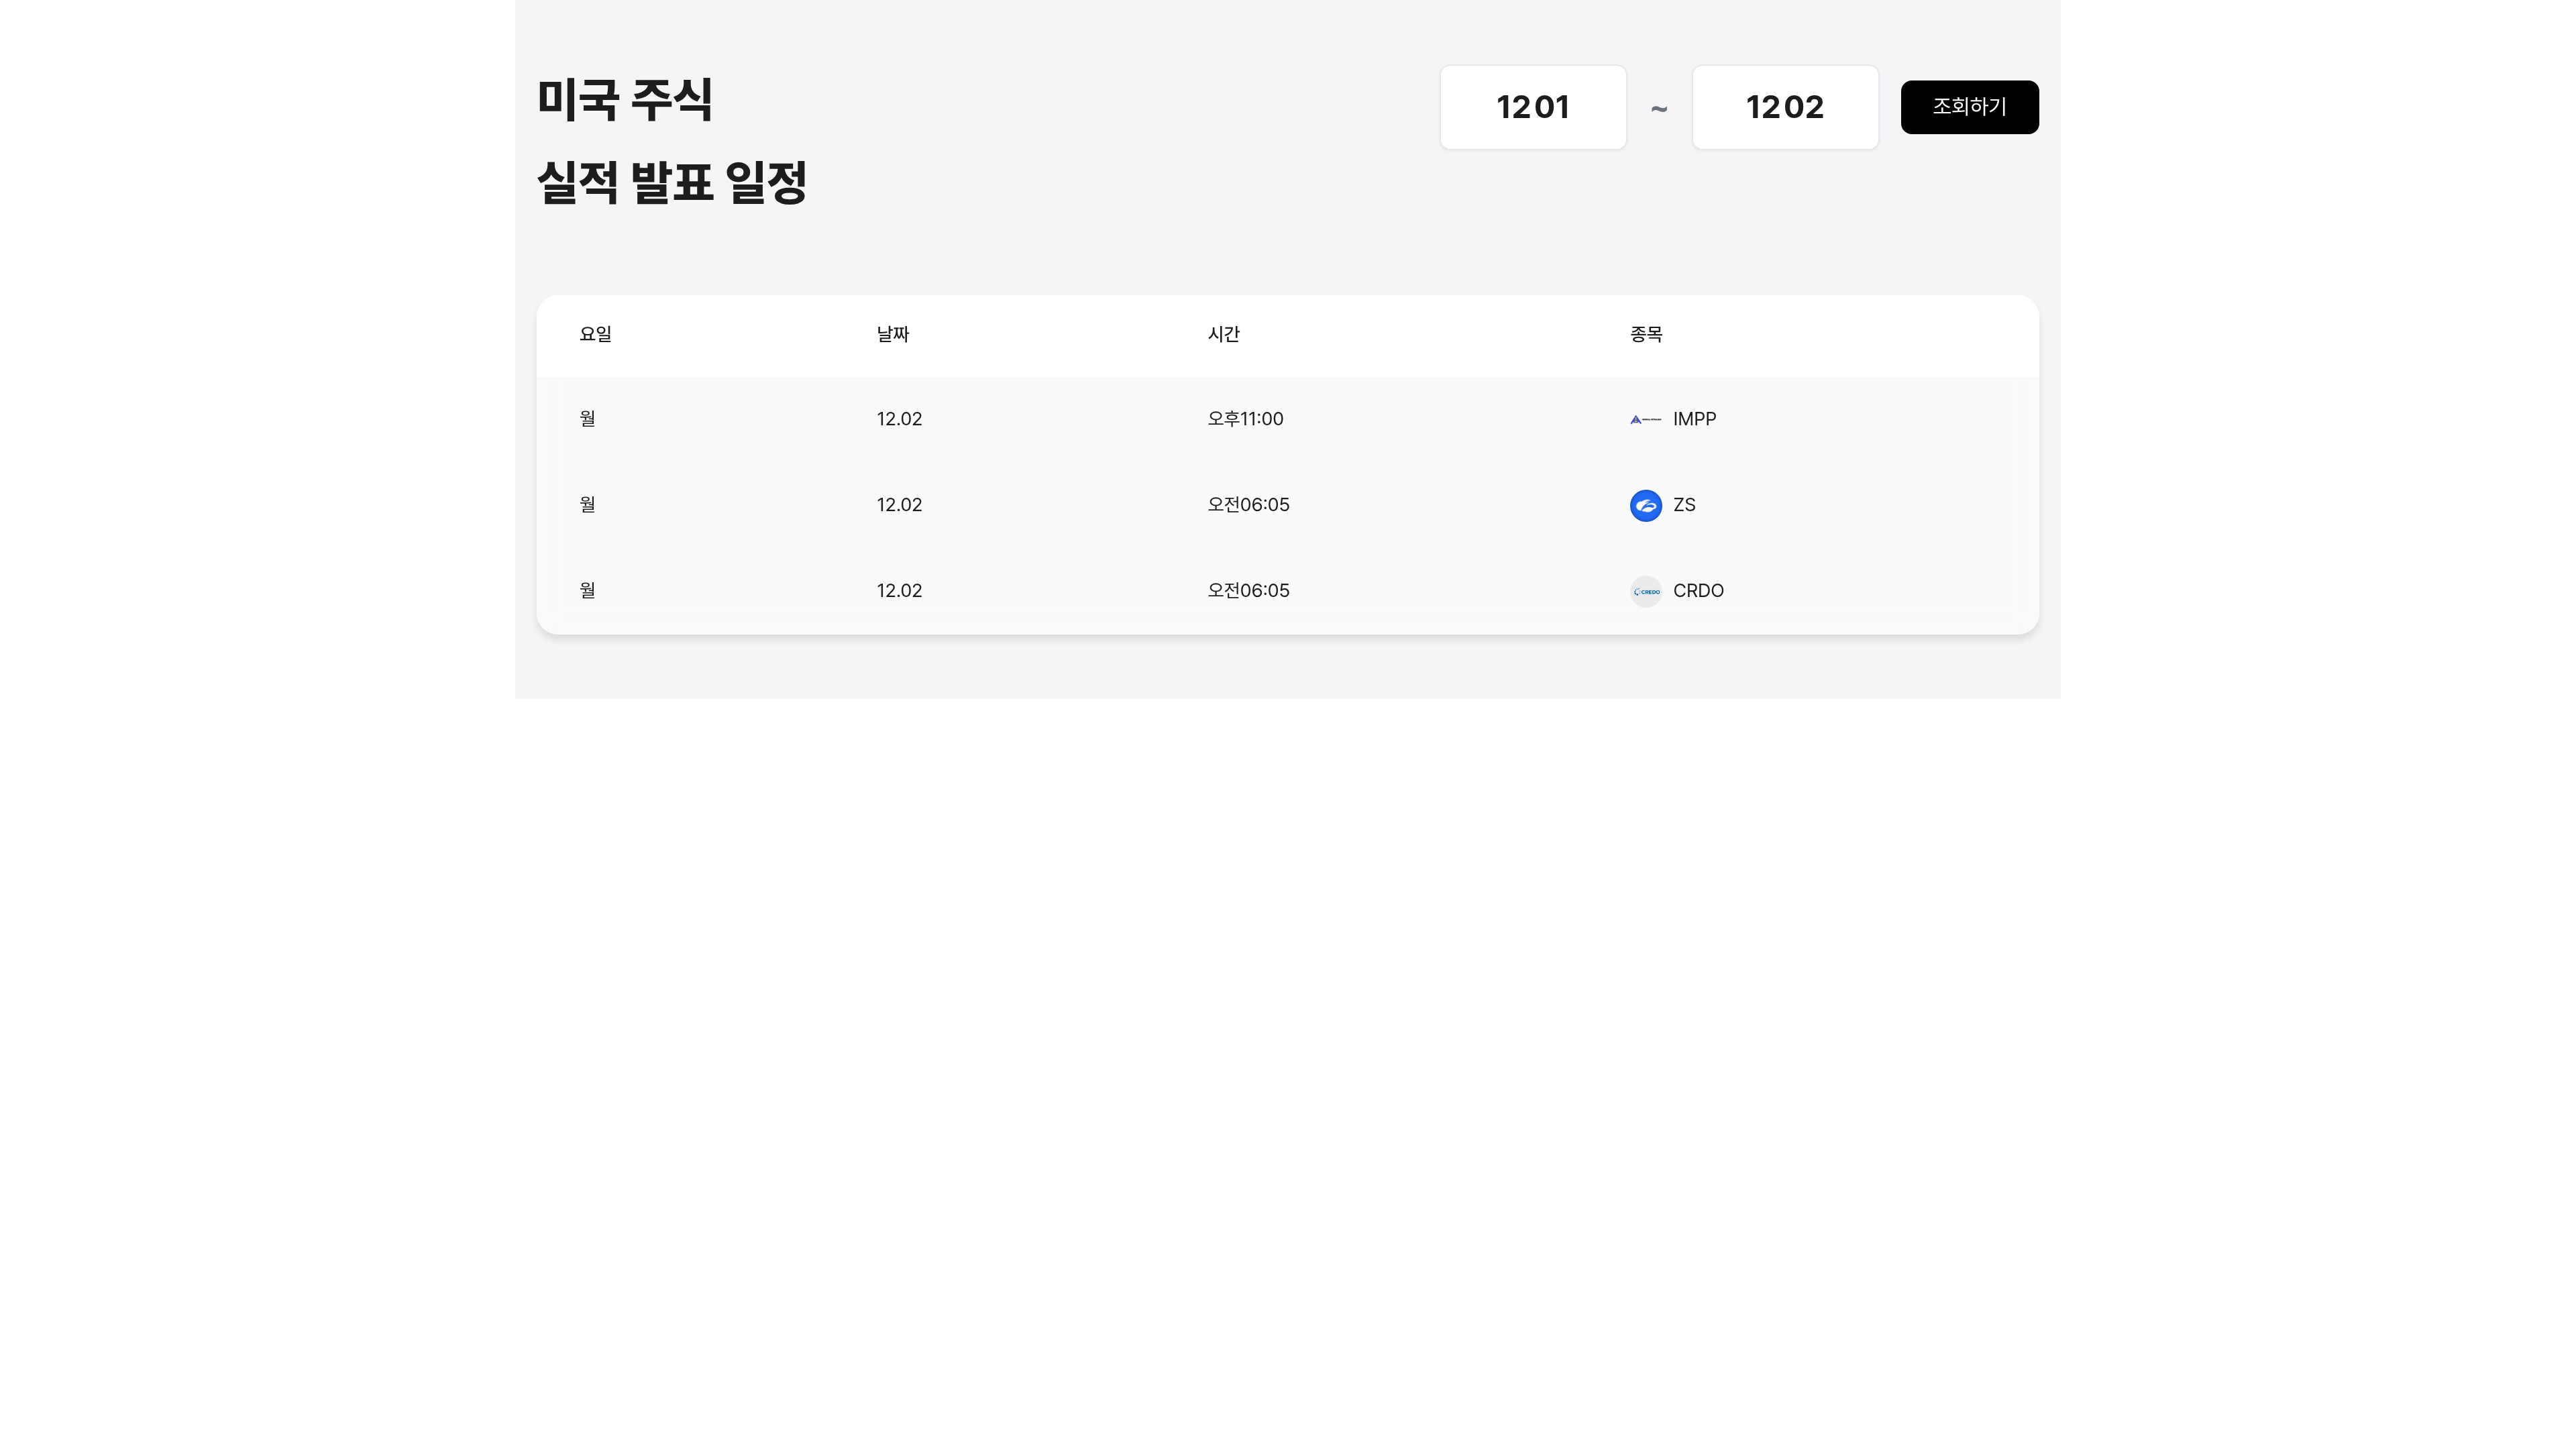 미국 주식
실적 발표 일정
1201 ~ 1202 조회하기
요일 날짜 시간 종목
월 12.02 오후11:00 IMPP
월 12.02 오전06:05 ZS
월 12.02 오전06:05 CREDO CRDO